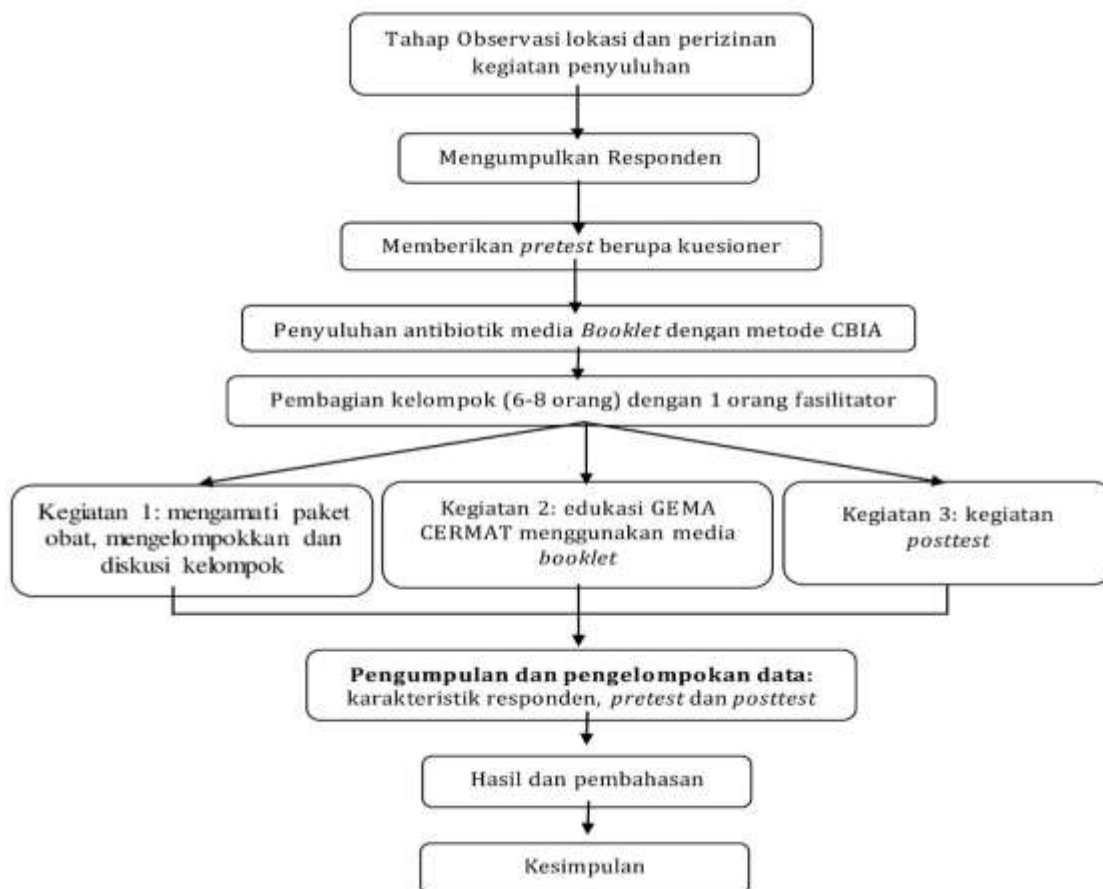 Tahap Observasi lokasi dan perizinan
kegiatan penyuluhan
Mengumpulkan Responden
Memberikan pretest berupa kuesioner
Penyuluhan antibiotik media Booklet dengan metode CBIA
Pembagian kelompok (6-8 orang) dengan 1 orang fasilitator
Kegiatan 1: mengamati paket
obat, mengelompokkan dan
diskusi kelompok
Kegiatan 2: edukasi GEMA
CERMAT menggunakan media
booklet
Kegiatan 3: kegiatan
posttest
Pengumpulan dan pengelompokan data:
karakteristik responden, pretest dan posttest
Hasil dan pembahasan
Kesimpulan